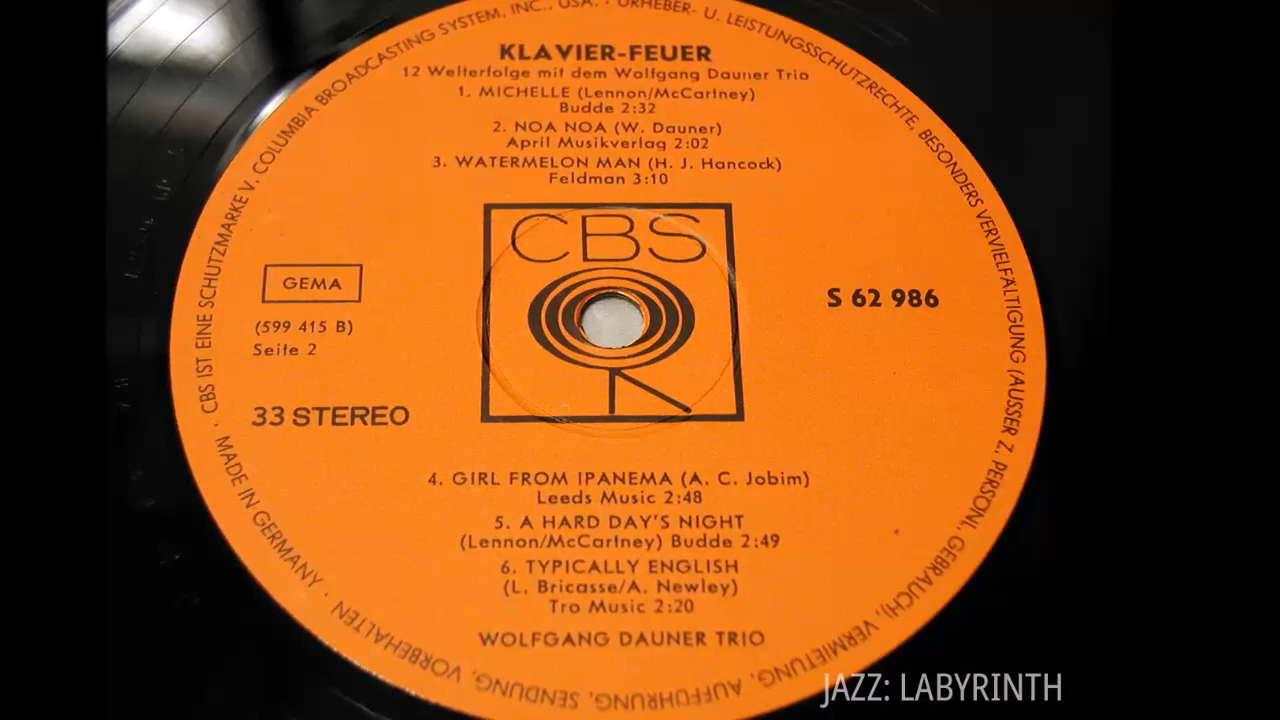 KLAVIER-FEUER
12 Welterfolge mit dem Wolfgang Dauner Trio
1. MICHELLE (Lennon/McCartney)
Budde 2:32
2. NOA NOA (W. Dauner)
April Musikverlag 2:02
3. WATERMELON MAN (H. J. Hancock)
Feldman 3:10
CBS
GEMA
(599 415 B)
Seite 2
33 STEREO
S 62 986
4. GIRL FROM IPANEMA (A. C. Jobim)
Leeds Music 2:48
5. A HARD DAY'S NIGHT
(Lennon/McCartney) Budde 2:49
6. TYPICALLY ENGLISH
(L. Bricasse/A. Newley)
Tro Music 2:20
WOLFGANG DAUNER TRIO
· CBS IST EINE SCHUTZMARKE V. COLUMBIA BROADCASTING SYSTEM, INC., USA. · URHEBER- U. LEISTUNGSSCHUTZRECHTE, BESONDERS VERVIELFÄLTIGUNG (AUSSER Z. PERSÖNL. GEBRAUCH), VERMIETUNG, AUFFÜHRUNG, SENDUNG, VORBEHALTEN · MADE IN GERMANY
JAZZ: LABYRINTH